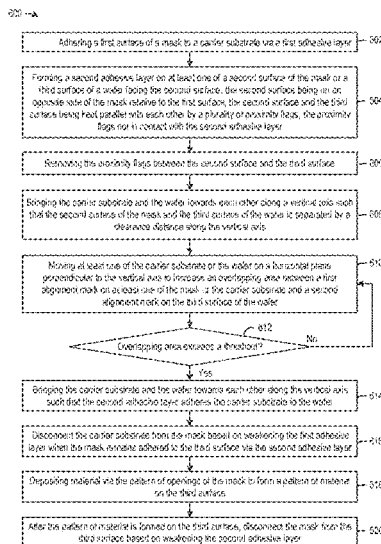 600
Adhering a first surface of a mask to a carrier substrate via a first adhesive layer
602
Forming a second adhesive layer on at least one of a second surface of the mask or a
third surface of a wafer facing the second surface, the second surface being on an
opposite side of the mask relative to the first surface, the second surface and the third
surface being held parallel with each other by a plurality of proximity flags, the proximity
flags not in contact with the second adhesive layer
604
Removing the proximity flags between the second surface and the third surface
606
Bringing the carrier substrate and the wafer towards each other along a vertical axis such
that the second surface of the mask and the third surface of the wafer is separated by a
clearance distance along the vertical axis
608
Moving at least one of the carrier substrate or the wafer on a horizontal plane
perpendicular to the vertical axis to increase an overlapping area between a first
alignment mark on at least one of the mask or the carrier substrate and a second
alignment mark on the third surface of the wafer
610
612
Overlapping area exceeds a threshold?
No
Yes
Bringing the carrier substrate and the wafer towards each other along the vertical axis
such that the second adhesive layer adheres the carrier substrate to the wafer
614
Disconnect the carrier substrate from the mask based on weakening the first adhesive
layer when the mask remains adhered to the third surface via the second adhesive layer
616
Depositing material via the pattern of openings of the mask to form a pattern of material
on the third surface
618
After the pattern of material is formed on the third surface, disconnect the mask from the
third surface based on weakening the second adhesive layer
620